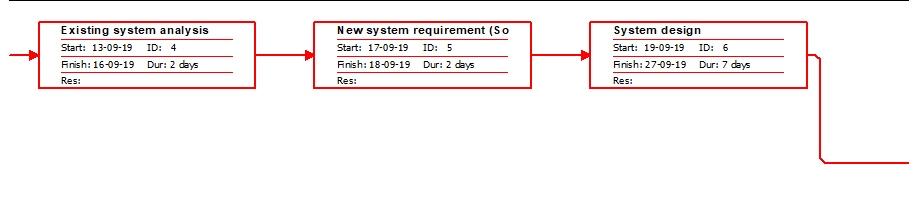 Existing system analysis
Start: 13-09-19 ID: 4
Finish: 16-09-19 Dur: 2 days
Res:
New system requirement (So
Start: 17-09-19 ID: 5
Finish: 18-09-19 Dur: 2 days
Res:
System design
Start: 19-09-19 ID: 6
Finish: 27-09-19 Dur: 7 days
Res: